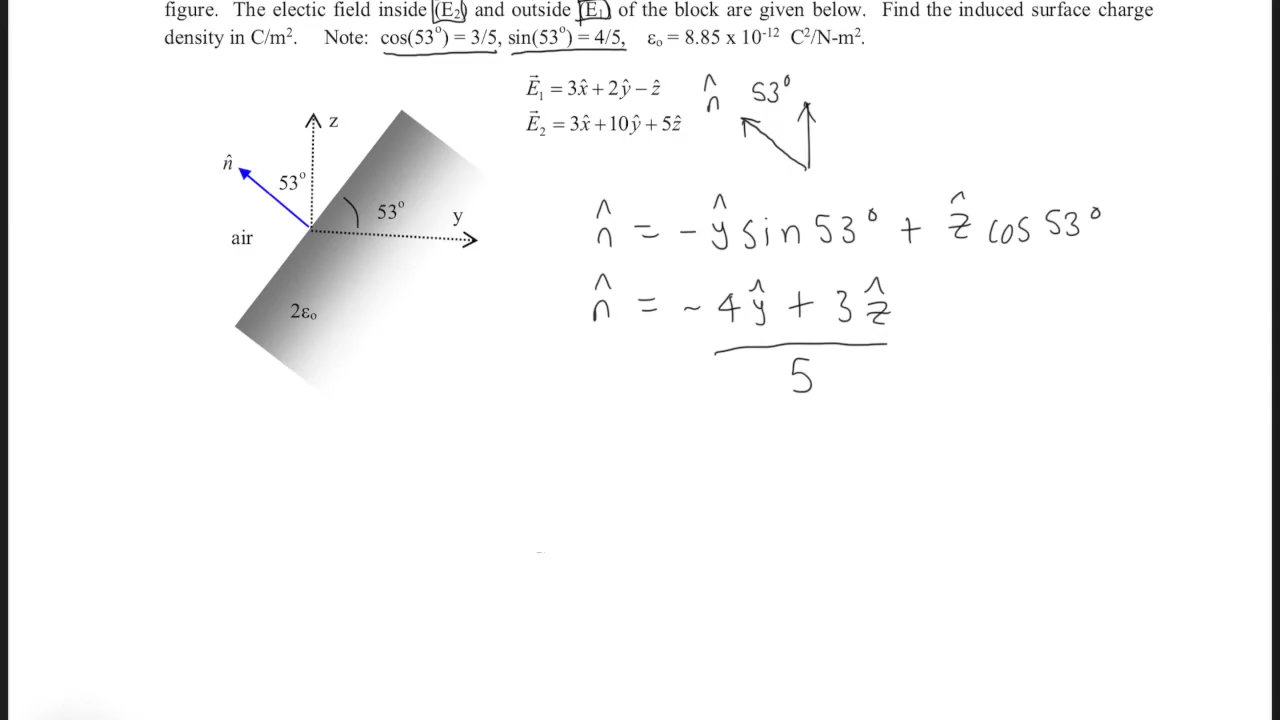 figure. The electic field inside (E₂) and outside (E₁) of the block are given below. Find the induced surface charge
density in C/m². Note: cos(53°) = 3/5, sin(53°) = 4/5, εₒ = 8.85 x 10⁻¹² C²/N-m².
E⃗₁ = 3x̂ + 2ŷ − ẑ
E⃗₂ = 3x̂ + 10ŷ + 5ẑ
n̂ 53°
z
n̂
53°
53°
y
air
2εₒ
n̂ = - ŷ sin 53° + ẑ cos 53°
n̂ = - 4ŷ + 3ẑ
5